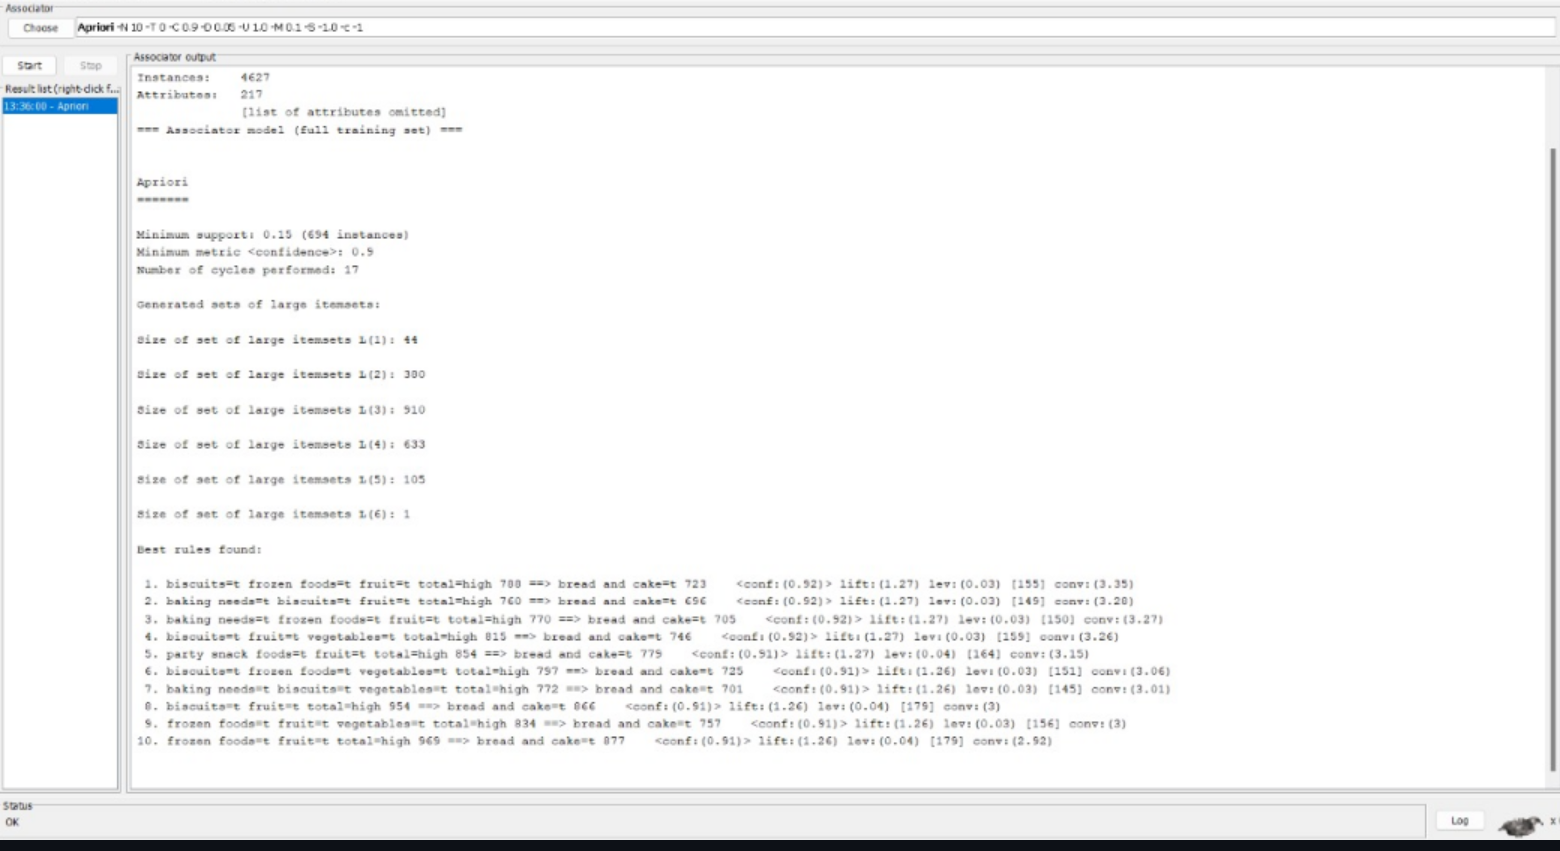 Associator
Choose Apriori -N 10 -T 0 -C 0.9 -D 0.05 -U 1.0 -M 0.1 -S -1.0 -c -1
Start Stop
Result list (right-click f...
13:36:00 - Apriori
Associator output
Instances: 4627
Attributes: 217
[list of attributes omitted]
=== Associator model (full training set) ===
Apriori
=======
Minimum support: 0.15 (694 instances)
Minimum metric <confidence>: 0.9
Number of cycles performed: 17
Generated sets of large itemsets:
Size of set of large itemsets L(1): 44
Size of set of large itemsets L(2): 380
Size of set of large itemsets L(3): 910
Size of set of large itemsets L(4): 633
Size of set of large itemsets L(5): 105
Size of set of large itemsets L(6): 1
Best rules found:
1. biscuits=t frozen foods=t fruit=t total=high 788 ==> bread and cake=t 723 <conf:(0.92)> lift:(1.27) lev:(0.03) [155] conv:(3.35)
2. baking needs=t biscuits=t fruit=t total=high 760 ==> bread and cake=t 696 <conf:(0.92)> lift:(1.27) lev:(0.03) [149] conv:(3.28)
3. baking needs=t frozen foods=t fruit=t total=high 770 ==> bread and cake=t 705 <conf:(0.92)> lift:(1.27) lev:(0.03) [150] conv:(3.27)
4. biscuits=t fruit=t vegetables=t total=high 815 ==> bread and cake=t 746 <conf:(0.92)> lift:(1.27) lev:(0.03) [159] conv:(3.26)
5. party snack foods=t fruit=t total=high 854 ==> bread and cake=t 779 <conf:(0.91)> lift:(1.27) lev:(0.04) [164] conv:(3.15)
6. biscuits=t frozen foods=t vegetables=t total=high 797 ==> bread and cake=t 725 <conf:(0.91)> lift:(1.26) lev:(0.03) [151] conv:(3.06)
7. baking needs=t biscuits=t vegetables=t total=high 772 ==> bread and cake=t 701 <conf:(0.91)> lift:(1.26) lev:(0.03) [145] conv:(3.01)
8. biscuits=t fruit=t total=high 954 ==> bread and cake=t 866 <conf:(0.91)> lift:(1.26) lev:(0.04) [179] conv:(3)
9. frozen foods=t fruit=t vegetables=t total=high 834 ==> bread and cake=t 757 <conf:(0.91)> lift:(1.26) lev:(0.03) [156] conv:(3)
10. frozen foods=t fruit=t total=high 969 ==> bread and cake=t 877 <conf:(0.91)> lift:(1.26) lev:(0.04) [179] conv:(2.92)
Status
OK
Log
x